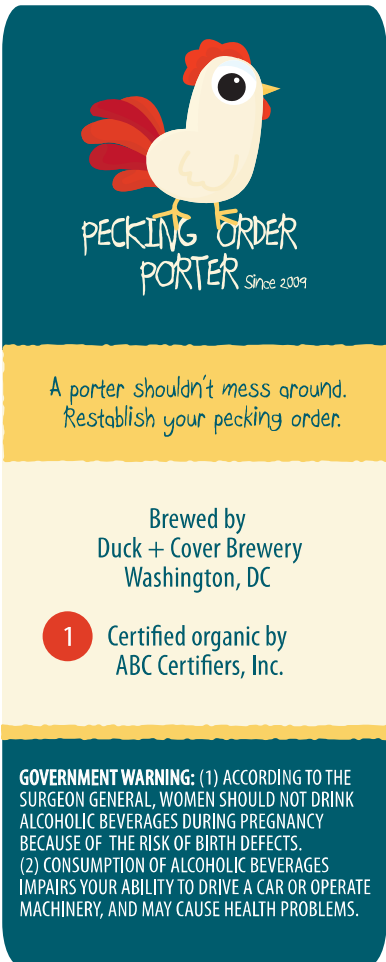 PECKING ORDER
PORTER Since 2009
A porter shouldn't mess around.
Restablish your pecking order.
Brewed by
Duck + Cover Brewery
Washington, DC
1 Certified organic by
ABC Certifiers, Inc.
GOVERNMENT WARNING: (1) ACCORDING TO THE
SURGEON GENERAL, WOMEN SHOULD NOT DRINK
ALCOHOLIC BEVERAGES DURING PREGNANCY
BECAUSE OF THE RISK OF BIRTH DEFECTS.
(2) CONSUMPTION OF ALCOHOLIC BEVERAGES
IMPAIRS YOUR ABILITY TO DRIVE A CAR OR OPERATE
MACHINERY, AND MAY CAUSE HEALTH PROBLEMS.